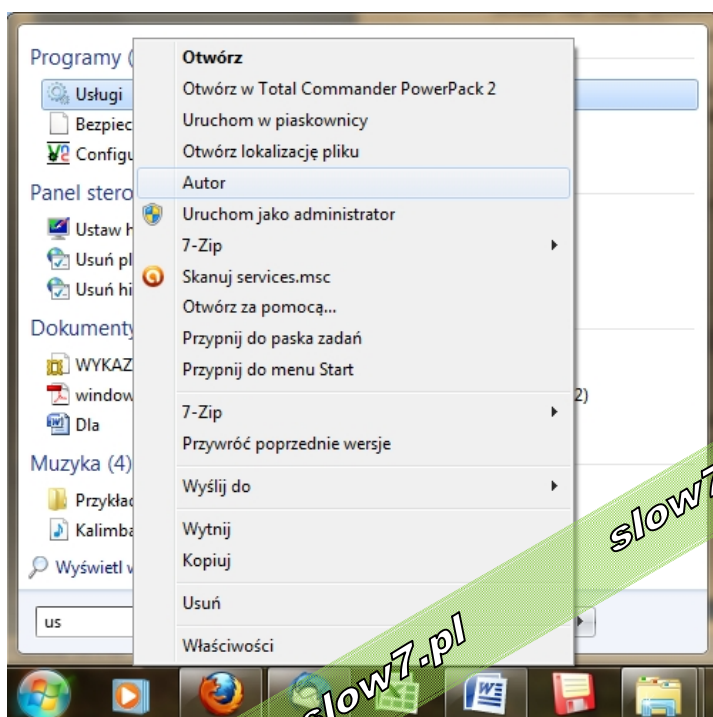 Programy (
Usługi
Bezpiec
Configu
Panel stero
Ustaw h
Usuń pl
Usuń hi
Dokumenty
WYKAZ
window
2)
Dla
Muzyka (4)
Przykład
Kalimba
Wyświetl w
us
Otwórz
Otwórz w Total Commander PowerPack 2
Uruchom w piaskownicy
Otwórz lokalizację pliku
Autor
Uruchom jako administrator
7-Zip
Skanuj services.msc
Otwórz za pomocą...
Przypnij do paska zadań
Przypnij do menu Start
7-Zip
Przywróć poprzednie wersje
Wyślij do
Wytnij
Kopiuj
Usuń
Właściwości
slow7.pl
slow7